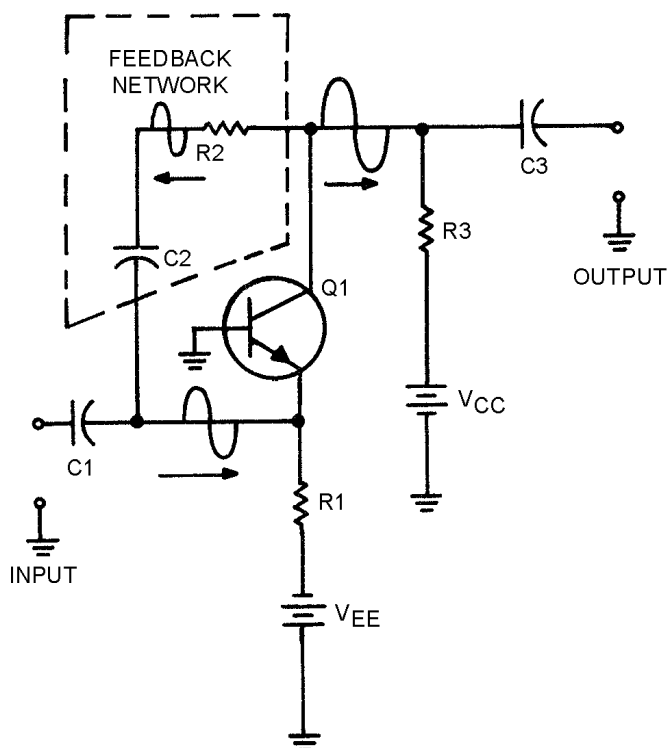 FEEDBACK
NETWORK
R2
C3
C2
R3
Q1
OUTPUT
VCC
C1
R1
INPUT
VEE